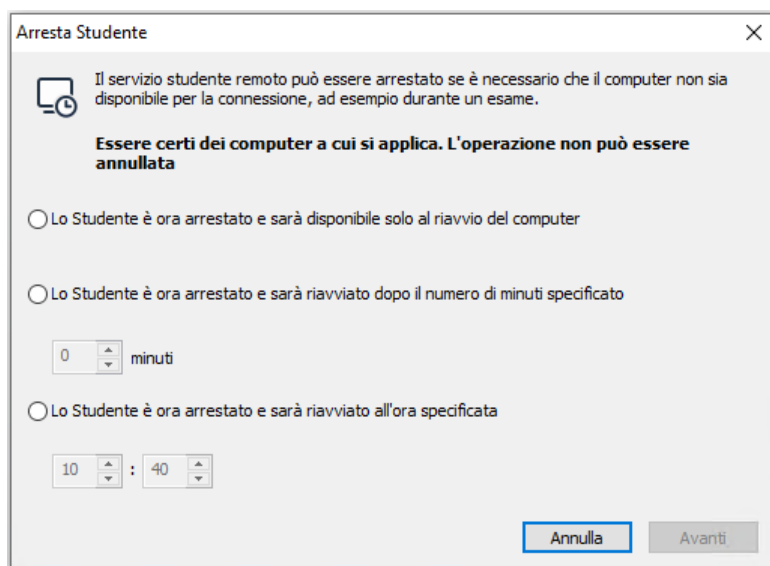 Arresta Studente
Il servizio studente remoto può essere arrestato se è necessario che il computer non sia
disponibile per la connessione, ad esempio durante un esame.
Essere certi dei computer a cui si applica. L'operazione non può essere
annullata
Lo Studente è ora arrestato e sarà disponibile solo al riavvio del computer
Lo Studente è ora arrestato e sarà riavviato dopo il numero di minuti specificato
0 minuti
Lo Studente è ora arrestato e sarà riavviato all'ora specificata
10 : 40
Annulla Avanti